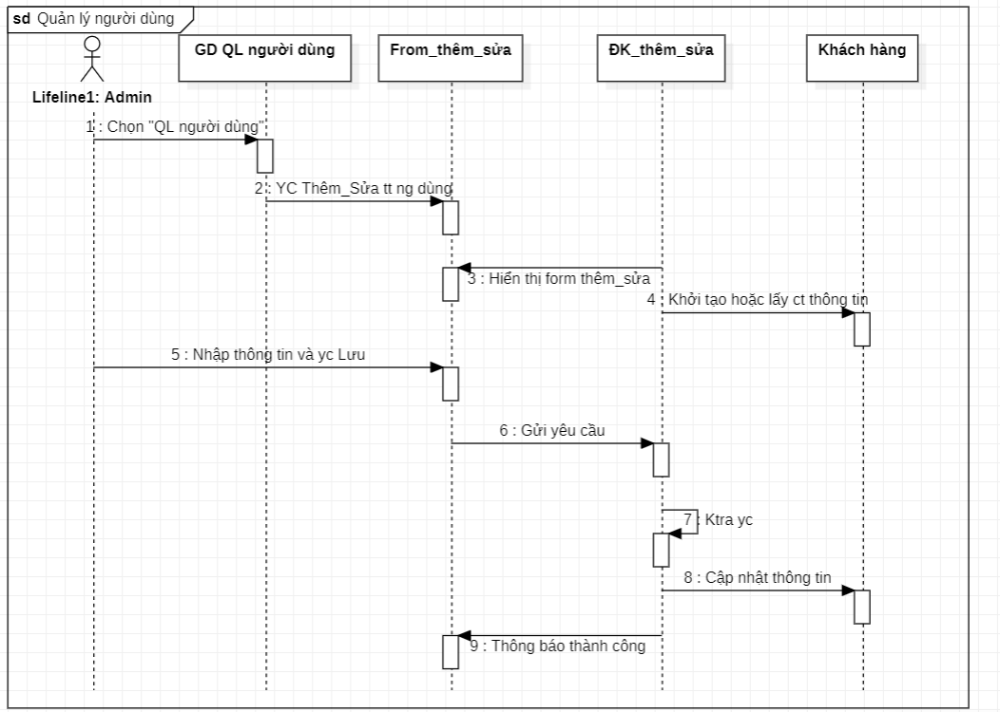 sd Quản lý người dùng
GD QL người dùng
From_thêm_sửa
ĐK_thêm_sửa
Khách hàng
Lifeline1: Admin
1 : Chọn "QL người dùng"
2 : YC Thêm_Sửa tt ng dùng
3 : Hiển thị form thêm_sửa
4 : Khởi tạo hoặc lấy ct thông tin
5 : Nhập thông tin và yc Lưu
6 : Gửi yêu cầu
7 : Ktra yc
8 : Cập nhật thông tin
9 : Thông báo thành công